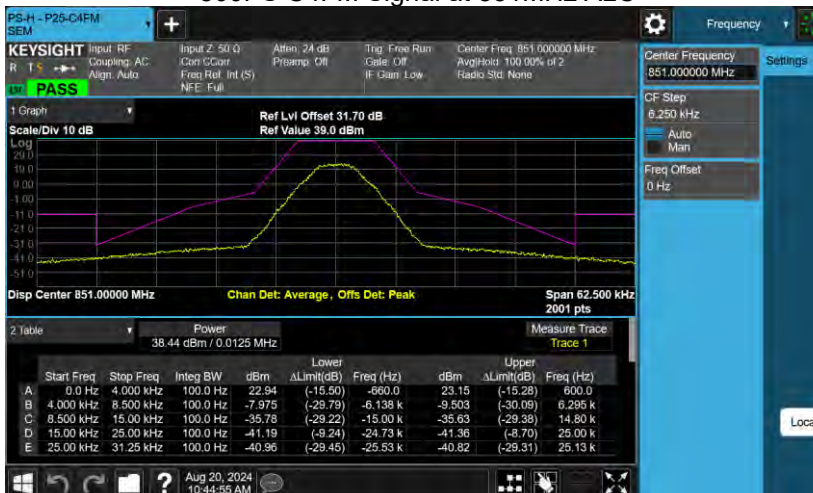 PS-H - P25-C4FM
SEM
Frequency
KEYSIGHT Input: RF Input Z: 50 Ω Atten: 24 dB Trig: Free Run Center Freq: 851.000000 MHz
R T S Coupling: AC Corr CCorr Preamp: Off Gate: Off Avg|Hold: 100.00% of 2
Align: Auto Freq Ref: Int (S) IF Gain: Low Radio Std: None
NFE: Full
PASS
Center Frequency
851.000000 MHz
Settings
CF Step
6.250 kHz
Auto
Man
Freq Offset
0 Hz
1 Graph
Ref Lvl Offset 31.70 dB
Scale/Div 10 dB Ref Value 39.0 dBm
Log
29.0
19.0
9.00
-1.00
-11.0
-21.0
-31.0
-41.0
-51.0
Disp Center 851.00000 MHz Chan Det: Average, Offs Det: Peak Span 62.500 kHz
2001 pts
2 Table Power Measure Trace
38.44 dBm / 0.0125 MHz Trace 1
Lower Upper
Start Freq Stop Freq Integ BW dBm ΔLimit(dB) Freq (Hz) dBm ΔLimit(dB) Freq (Hz)
A 0.0 Hz 4.000 kHz 100.0 Hz 22.94 (-15.50) -660.0 23.15 (-15.28) 600.0
B 4.000 kHz 8.500 kHz 100.0 Hz -7.975 (-29.79) -6.138 k -9.503 (-30.09) 6.295 k
C 8.500 kHz 15.00 kHz 100.0 Hz -35.78 (-29.22) -15.00 k -35.63 (-29.38) 14.80 k
D 15.00 kHz 25.00 kHz 100.0 Hz -41.19 (-9.24) -24.73 k -41.36 (-8.70) 25.00 k
E 25.00 kHz 31.25 kHz 100.0 Hz -40.96 (-29.45) -25.53 k -40.82 (-29.31) 25.13 k
Loca
? Aug 20, 2024
10:44:55 AM